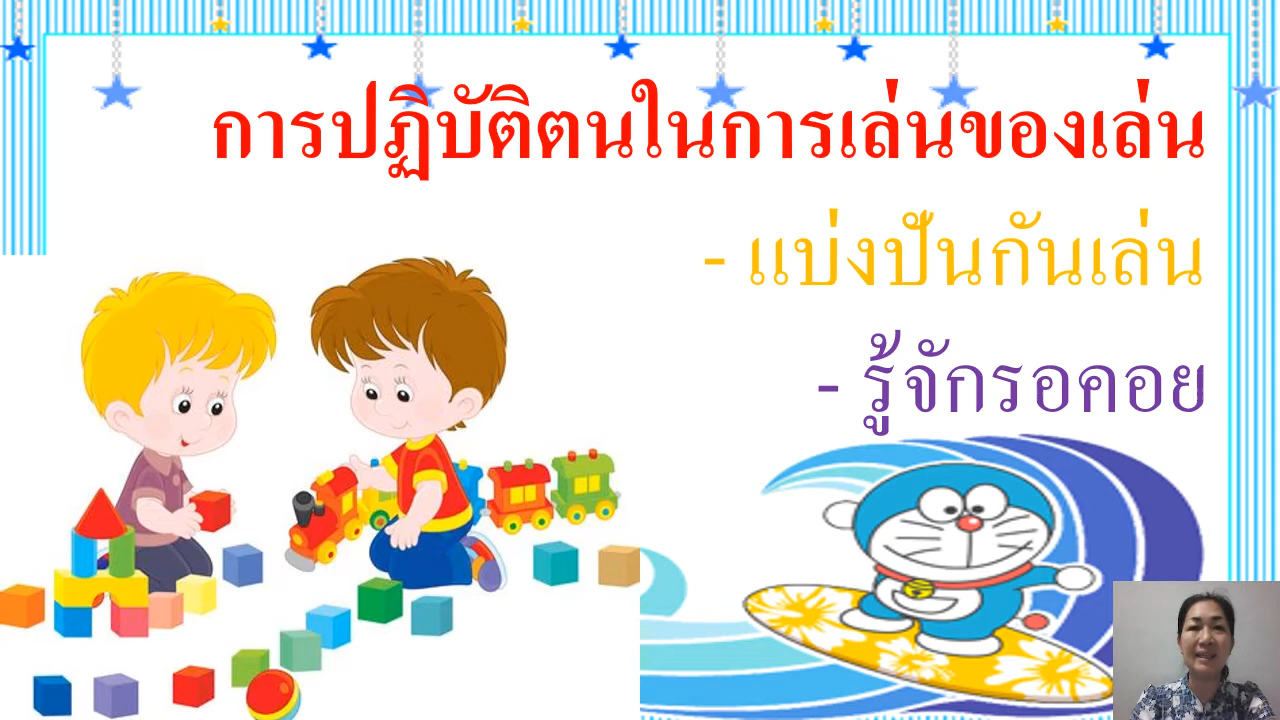 การปฏิบัติตนในการเล่นของเล่น
- แบ่งปันกันเล่น
- รู้จักรอคอย